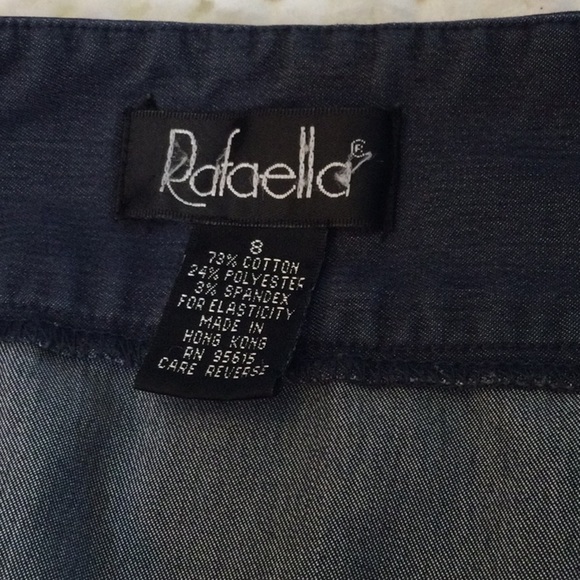 Rafaella®
8
73% COTTON
24% POLYESTER
3% SPANDEX
FOR ELASTICITY
MADE IN
HONG KONG
RN 95615
CARE REVERSE